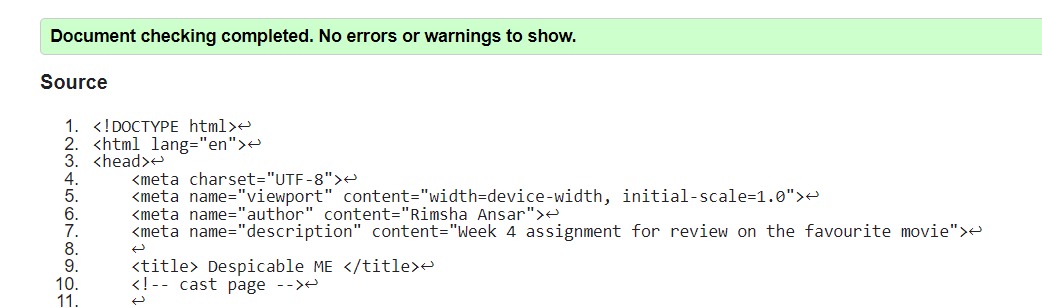 Document checking completed. No errors or warnings to show.
Source
1. <!DOCTYPE html>↩
2. <html lang="en">↩
3. <head>↩
4.     <meta charset="UTF-8">↩
5.     <meta name="viewport" content="width=device-width, initial-scale=1.0">↩
6.     <meta name="author" content="Rimsha Ansar">↩
7.     <meta name="description" content="Week 4 assignment for review on the favourite movie">↩
8.     ↩
9.     <title> Despicable ME </title>↩
10.     <!-- cast page -->↩
11.     ↩